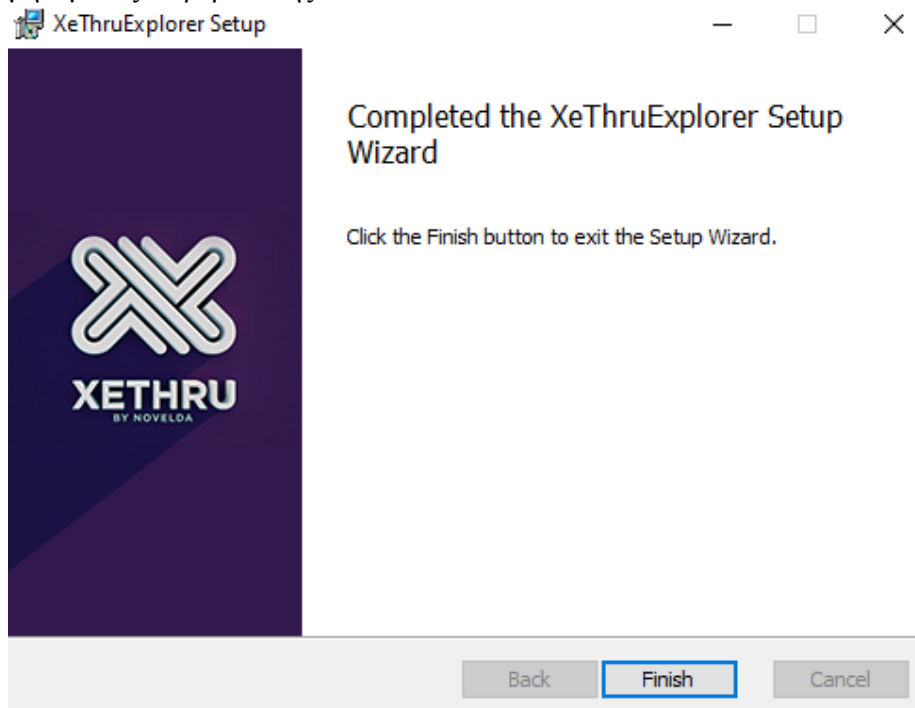 XeThruExplorer Setup
Completed the XeThruExplorer Setup
Wizard
Click the Finish button to exit the Setup Wizard.
XETHRU
BY NOVELDA
Back
Finish
Cancel